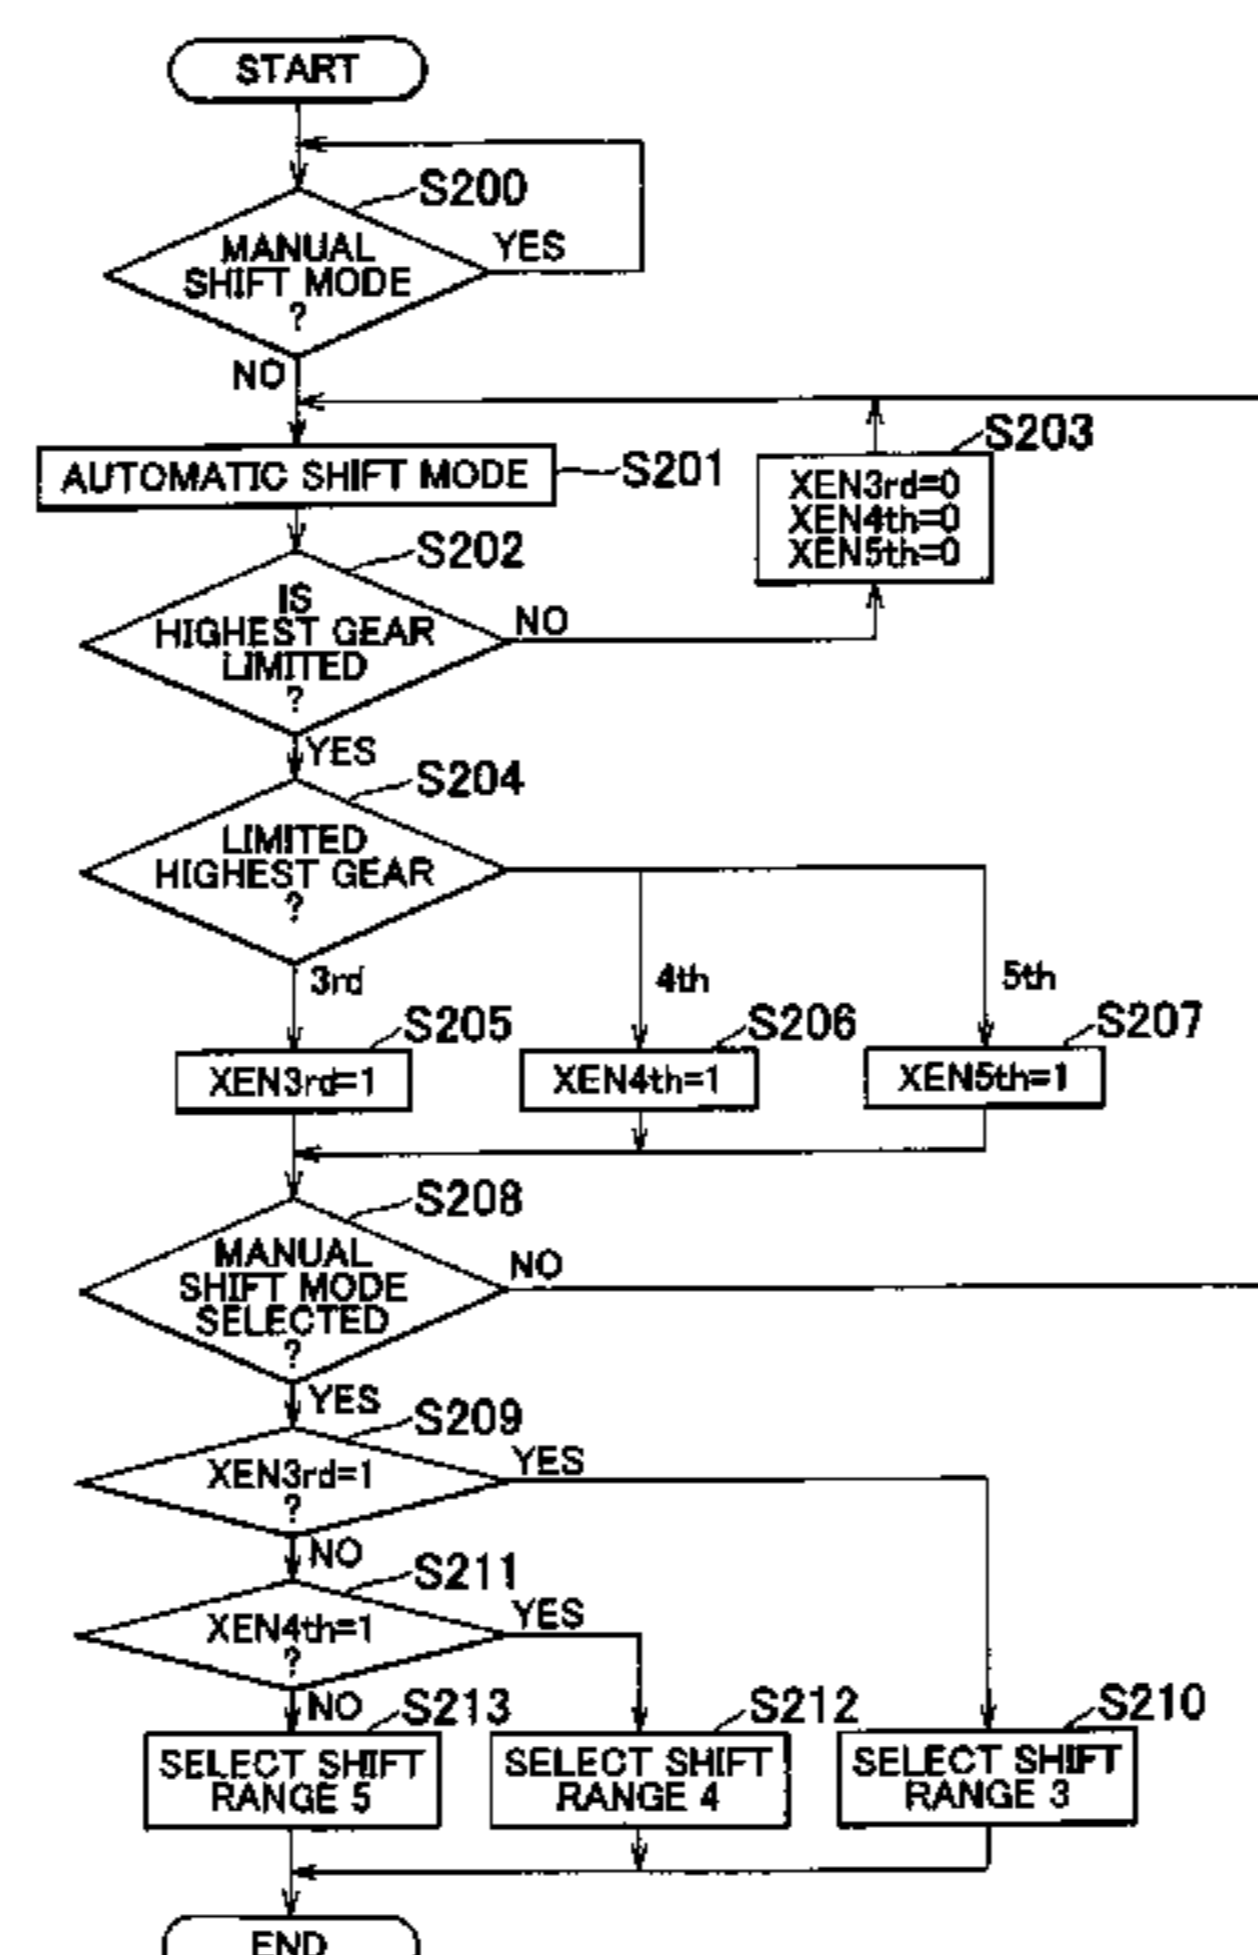 START
S200
MANUAL
SHIFT MODE
?
YES
NO
AUTOMATIC SHIFT MODE
S201
S203
XEN3rd=0
XEN4th=0
XEN5th=0
S202
IS
HIGHEST GEAR
LIMITED
?
NO
YES
S204
LIMITED
HIGHEST GEAR
?
3rd
4th
5th
S205
S206
S207
XEN3rd=1
XEN4th=1
XEN5th=1
S208
MANUAL
SHIFT MODE
SELECTED
?
NO
YES
S209
XEN3rd=1
?
YES
NO
S211
XEN4th=1
?
YES
NO
S213
S212
S210
SELECT SHIFT
RANGE 5
SELECT SHIFT
RANGE 4
SELECT SHIFT
RANGE 3
END